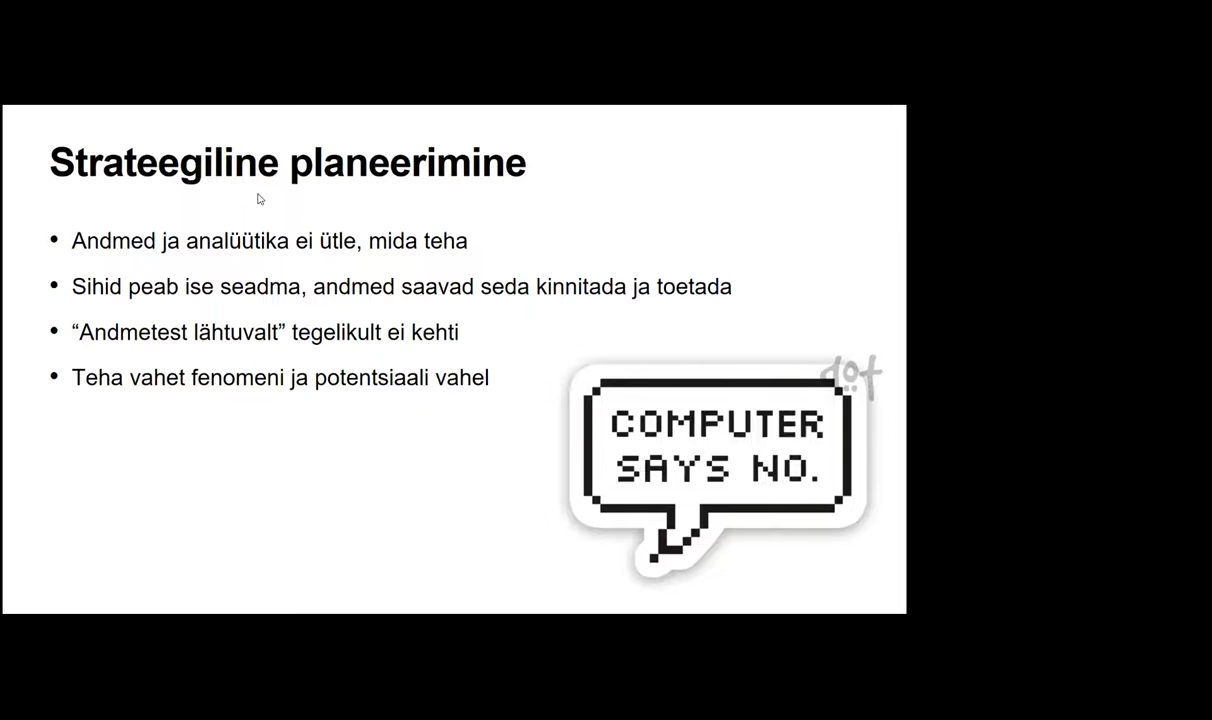 Strateegiline planeerimine
• Andmed ja analüütika ei ütle, mida teha
• Sihid peab ise seadma, andmed saavad seda kinnitada ja toetada
• “Andmetest lähtuvalt” tegelikult ei kehti
• Teha vahet fenomeni ja potentsiaali vahel
döt
COMPUTER
SAYS NO.